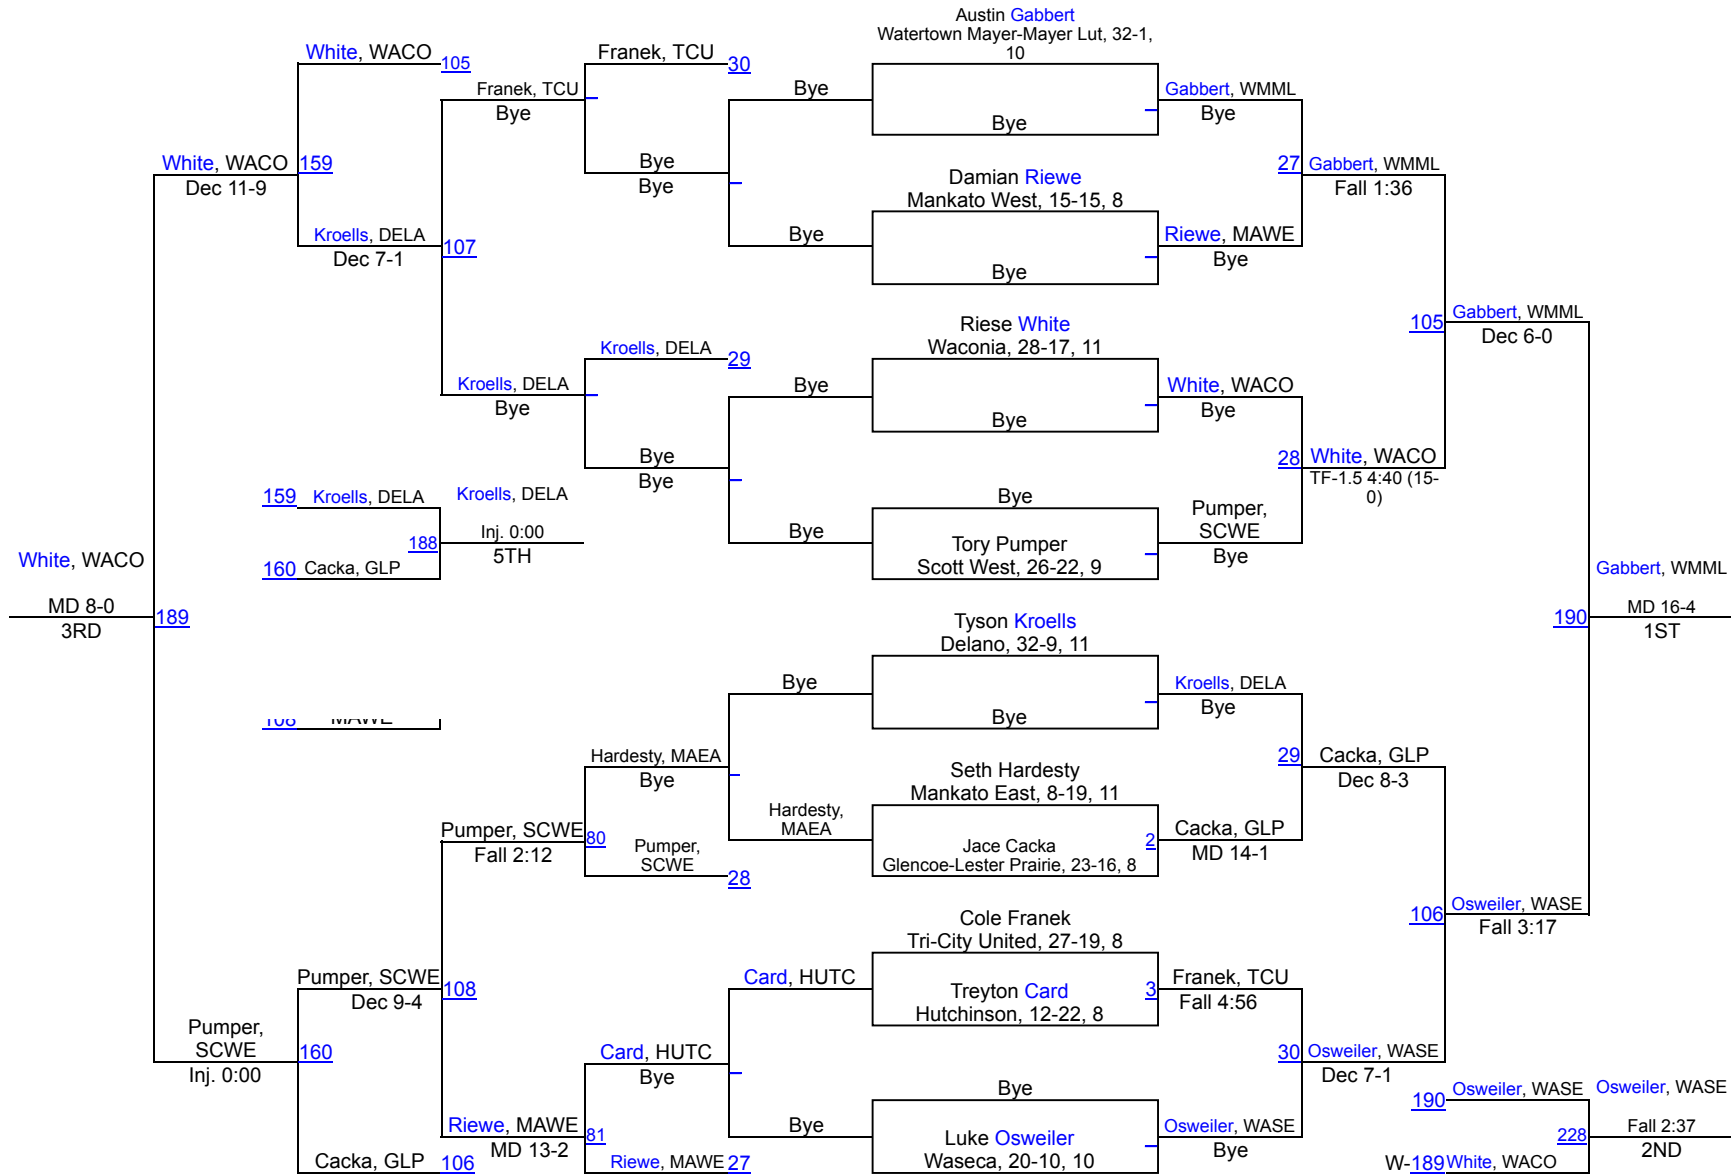 Austin Gabbert
Watertown Mayer-Mayer Lut, 32-1,
10
White, WACO
105
Franek, TCU
30
Franek, TCU
Bye
Bye
Gabbert, WMML
Bye
Bye
White, WACO
159
Dec 11-9
Bye
Bye
Damian Riewe
Mankato West, 15-15, 8
27
Gabbert, WMML
Fall 1:36
Kroells, DELA
107
Dec 7-1
Bye
Riewe, MAWE
Bye
Bye
Riese White
Waconia, 28-17, 11
Kroells, DELA
29
Kroells, DELA
Bye
Bye
White, WACO
Bye
Bye
105
Gabbert, WMML
Dec 6-0
Bye
Bye
28
White, WACO
TF-1.5 4:40 (15-
0)
159
Kroells, DELA
Kroells, DELA
Inj. 0:00
188
5TH
160
Cacka, GLP
Bye
Bye
Tory Pumper
Scott West, 26-22, 9
Pumper,
SCWE
Bye
White, WACO
MD 8-0
189
3RD
Gabbert, WMML
190
MD 16-4
1ST
Tyson Kroells
Delano, 32-9, 11
Bye
Bye
Kroells, DELA
Bye
Hardesty, MAEA
Bye
Seth Hardesty
Mankato East, 8-19, 11
29
Cacka, GLP
Dec 8-3
Hardesty,
MAEA
Pumper, SCWE
80
Fall 2:12
Pumper,
SCWE
28
Jace Cacka
Glencoe-Lester Prairie, 23-16, 8
2
Cacka, GLP
MD 14-1
Cole Franek
Tri-City United, 27-19, 8
106
Osweiler, WASE
Fall 3:17
Pumper, SCWE
108
Dec 9-4
Card, HUTC
Treyton Card
Hutchinson, 12-22, 8
3
Franek, TCU
Fall 4:56
Pumper,
SCWE
160
Inj. 0:00
Card, HUTC
Bye
30
Osweiler, WASE
Dec 7-1
Riewe, MAWE
81
MD 13-2
Bye
Bye
Luke Osweiler
Waseca, 20-10, 10
Osweiler, WASE
Bye
190
Osweiler, WASE
Osweiler, WASE
228
Fall 2:37
2ND
Cacka, GLP
106
Riewe, MAWE
27
W-189
White, WACO